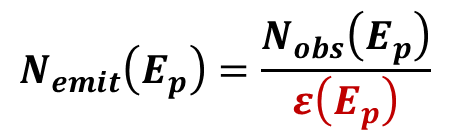 N_emit(E_p) = N_obs(E_p) / ε(E_p)